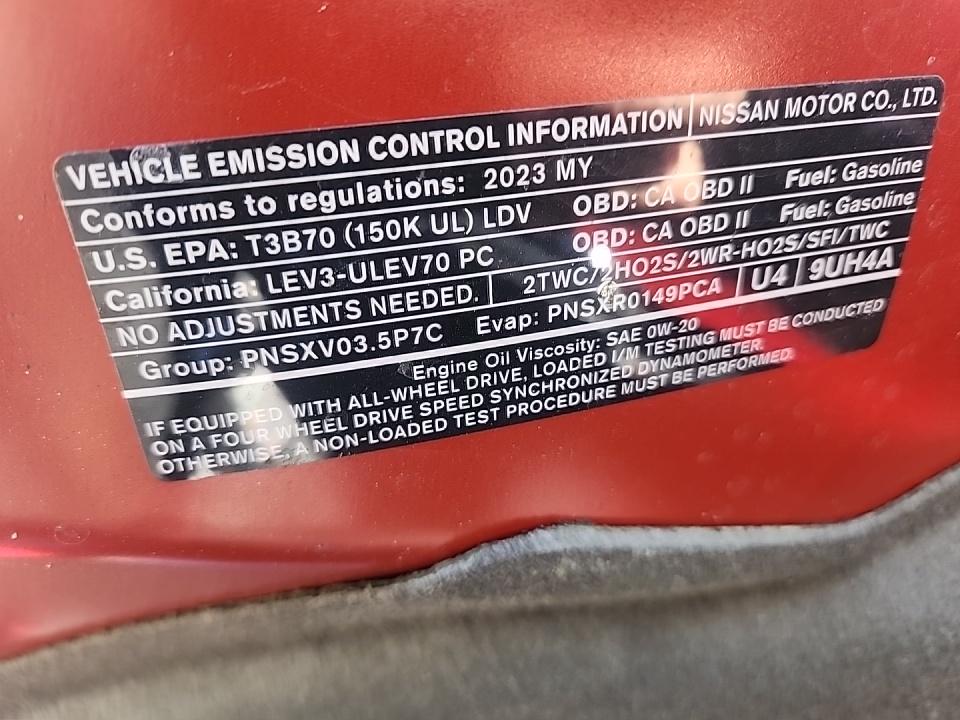 VEHICLE EMISSION CONTROL INFORMATION NISSAN MOTOR CO., LTD.
Conforms to regulations: 2023 MY
U.S. EPA: T3B70 (150K UL) LDV OBD: CA OBD II Fuel: Gasoline
California: LEV3-ULEV70 PC OBD: CA OBD II Fuel: Gasoline
NO ADJUSTMENTS NEEDED. 2TWC/2HO2S/2WR-HO2S/SFI/TWC
Group: PNSXV03.5P7C Evap: PNSXR0149PCA U4 9UH4A
Engine Oil Viscosity: SAE 0W-20
IF EQUIPPED WITH ALL-WHEEL DRIVE, LOADED I/M TESTING MUST BE CONDUCTED
ON A FOUR WHEEL DRIVE SPEED SYNCHRONIZED DYNAMOMETER.
OTHERWISE, A NON-LOADED TEST PROCEDURE MUST BE PERFORMED.